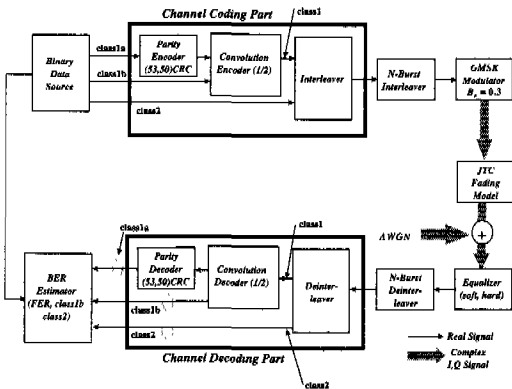 Channel Coding Part
class1
class1a
Parity
Encoder
(53,50)CRC
Convolution
Encoder (1/2)
Interleaver
Binary
Data
Source
class1b
class2
N-Burst
Interleaver
GMSK
Modulator
Bₜ = 0.3
JTC
Fading
Model
AWGN
+
class1a
class1
Parity
Decoder
(53,50)CRC
Convolution
Decoder (1/2)
Deinter-
leaver
N-Burst
Deinter-
leaver
Equalizer
(soft, hard)
BER
Estimator
(FER, class1b
class2)
class1b
class2
Channel Decoding Part
class2
Real Signal
Complex
I,Q Signal